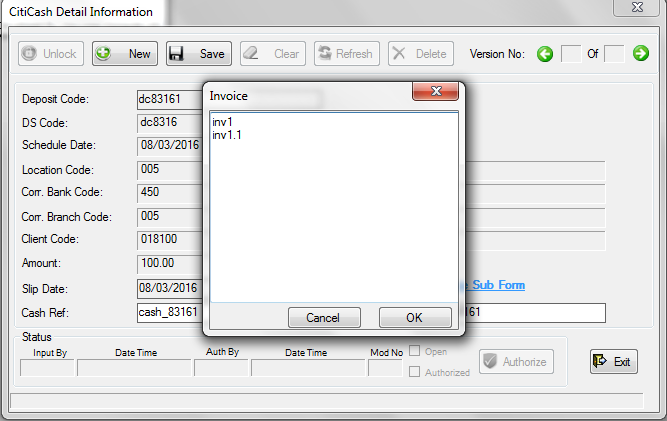 CitiCash Detail Information
Unlock New Save Clear Refresh Delete Version No: Of
Deposit Code: dc83161
DS Code: dc8316
Schedule Date: 08/03/2016
Location Code: 005
Corr. Bank Code: 450
Corr. Branch Code: 005
Client Code: 018100
Amount: 100.00
Slip Date: 08/03/2016
Sub Form
Cash Ref: cash_83161
Invoice
inv1
inv1.1
Cancel OK
Status
Input By Date Time Auth By Date Time Mod No Open
Authorized
Authorize Exit